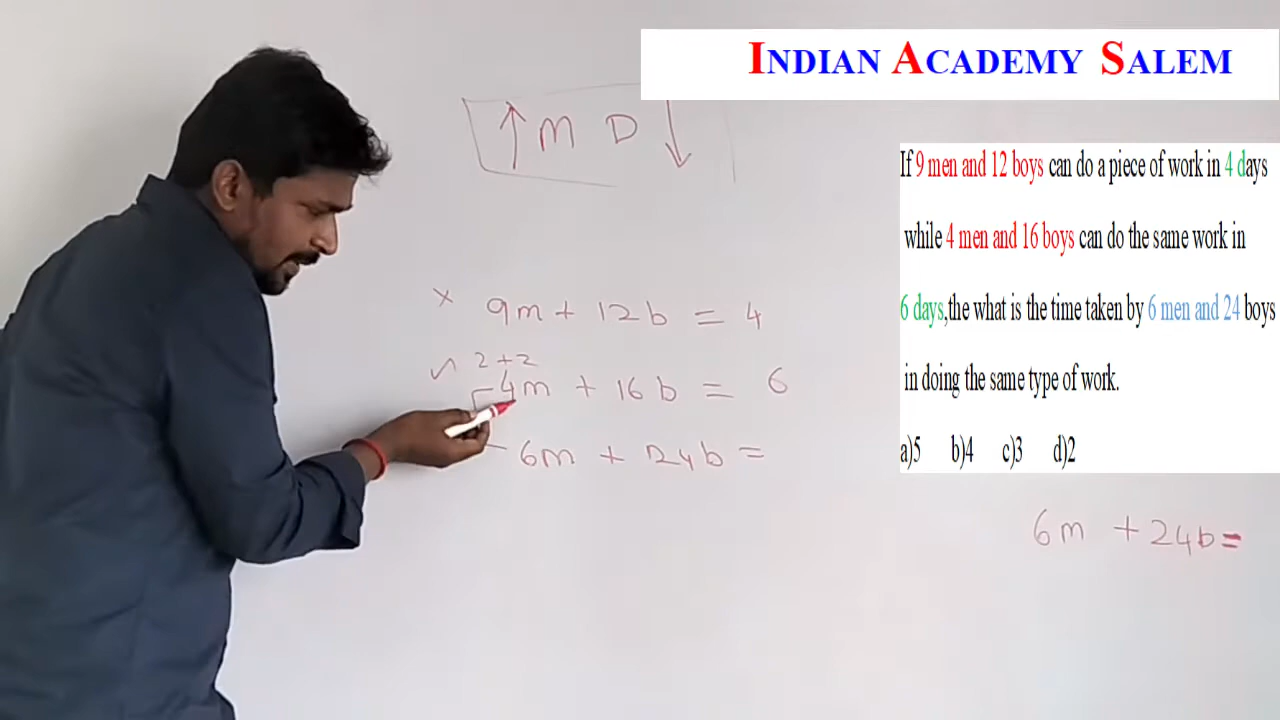 INDIAN ACADEMY SALEM
↑ M D ↓
If 9 men and 12 boys can do a piece of work in 4 days
while 4 men and 16 boys can do the same work in
6 days,the what is the time taken by 6 men and 24 boys
in doing the same type of work.
a)5 b)4 c)3 d)2
× 9m + 12b = 4
2 + 2
✓ 4m + 16b = 6
6m + 24b =
6m + 24b =